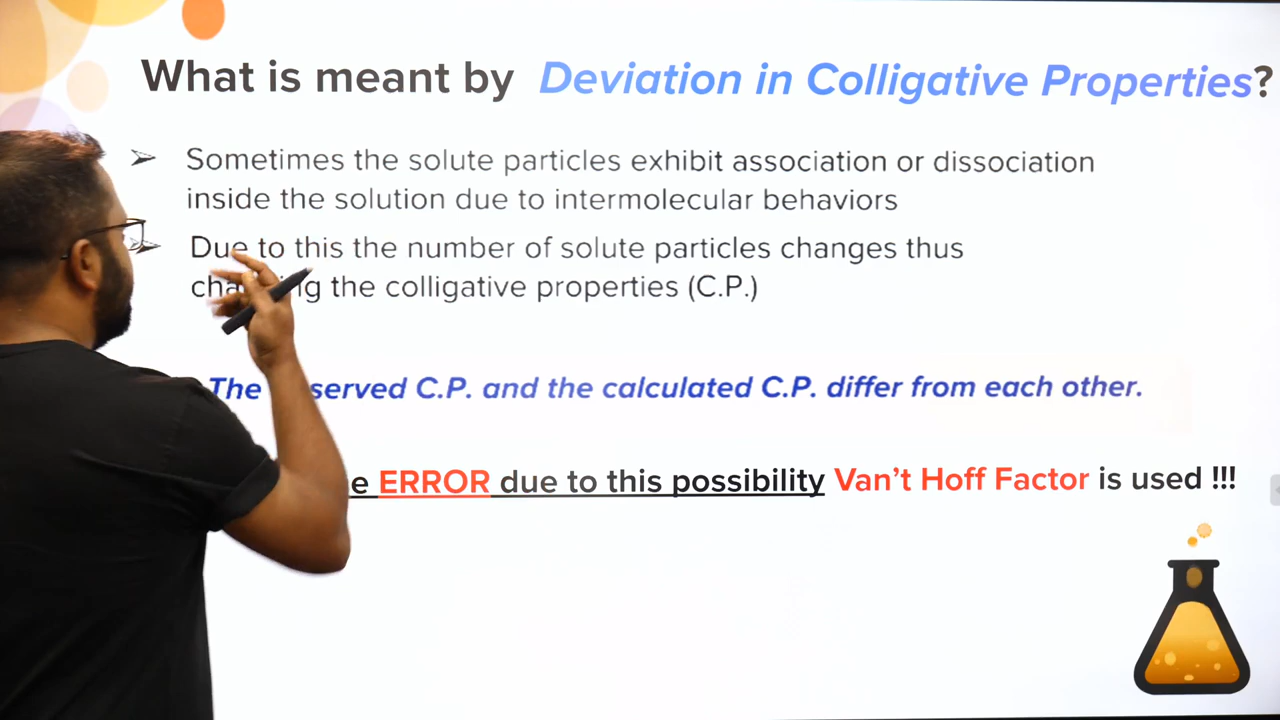 What is meant by Deviation in Colligative Properties?
➢ Sometimes the solute particles exhibit association or dissociation
inside the solution due to intermolecular behaviors
➢ Due to this the number of solute particles changes thus
the colligative properties (C.P.)
The C.P. and the calculated C.P. differ from each other.
ERROR due to this possibility Van't Hoff Factor is used !!!